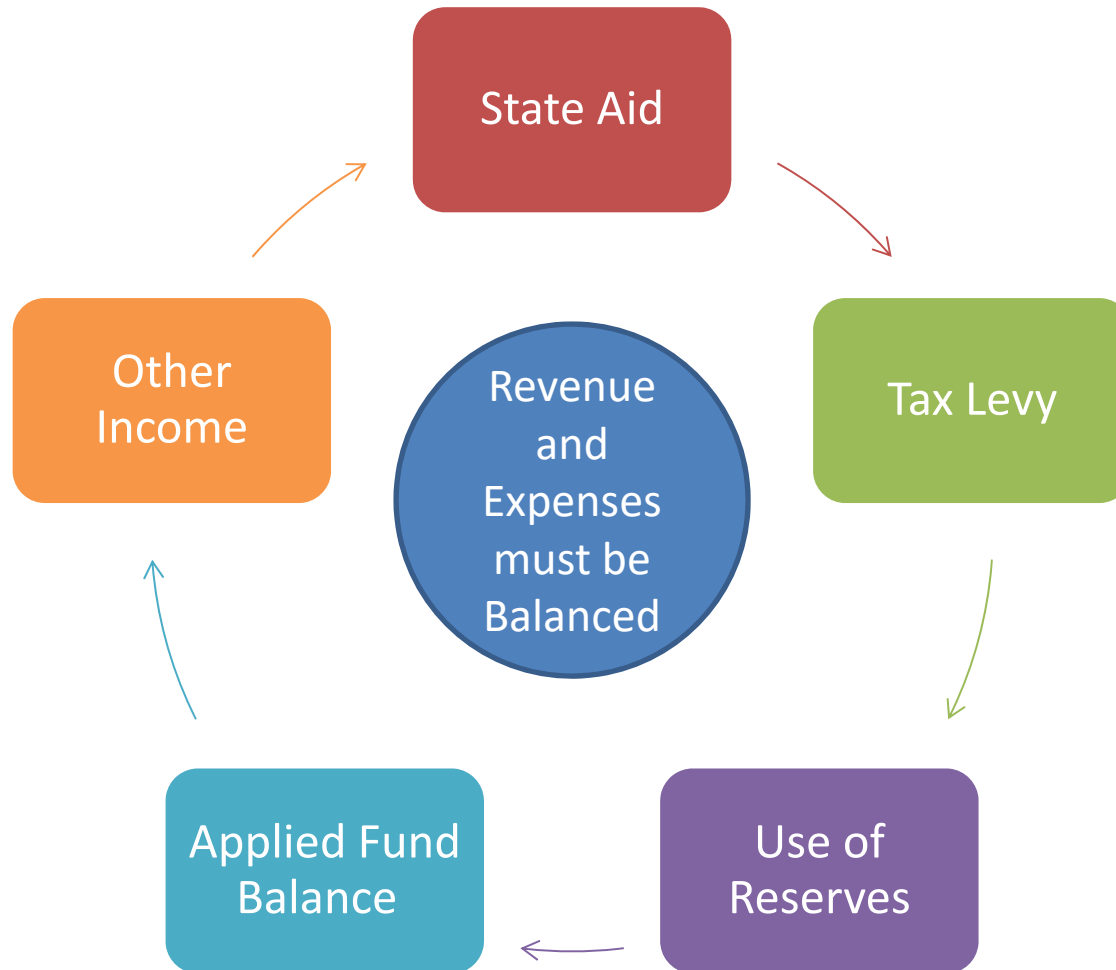 State Aid
Tax Levy
Use of
Reserves
Applied Fund
Balance
Other
Income
Revenue
and
Expenses
must be
Balanced